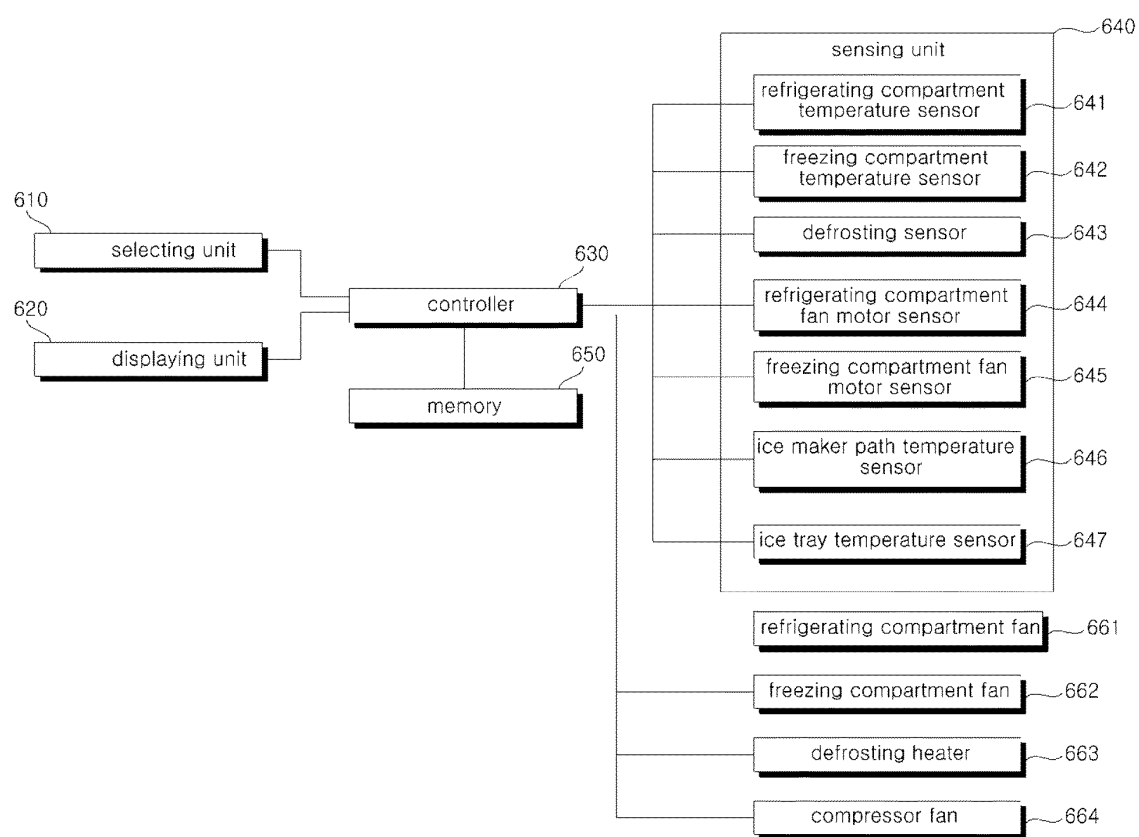 640
sensing unit
refrigerating compartment
temperature sensor
641
freezing compartment
temperature sensor
642
610
selecting unit
defrosting sensor
643
630
controller
refrigerating compartment
fan motor sensor
644
620
displaying unit
650
memory
freezing compartment fan
motor sensor
645
ice maker path temperature
sensor
646
ice tray temperature sensor
647
refrigerating compartment fan
661
freezing compartment fan
662
defrosting heater
663
compressor fan
664